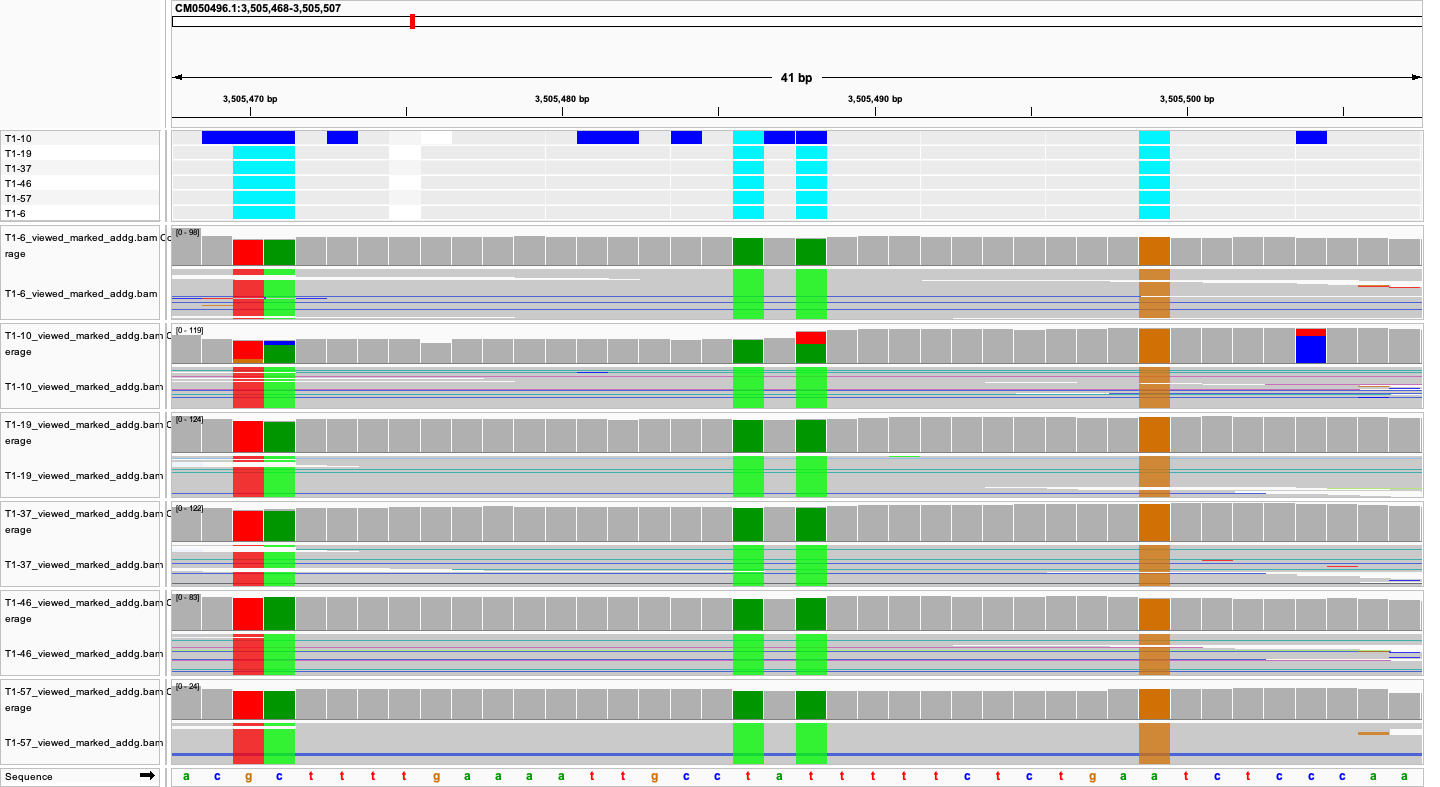 CM050496.1:3,505,468-3,505,507
41 bp
3,505,470 bp 3,505,480 bp 3,505,490 bp 3,505,500 bp
T1-10
T1-19
T1-37
T1-46
T1-57
T1-6
T1-6_viewed_marked_addg.bam Co [0 - 98]
rage
T1-6_viewed_marked_addg.bam
T1-10_viewed_marked_addg.bam C [0 - 119]
erage
T1-10_viewed_marked_addg.bam
T1-19_viewed_marked_addg.bam C [0 - 124]
erage
T1-19_viewed_marked_addg.bam
T1-37_viewed_marked_addg.bam C [0 - 122]
erage
T1-37_viewed_marked_addg.bam
T1-46_viewed_marked_addg.bam C [0 - 83]
erage
T1-46_viewed_marked_addg.bam
T1-57_viewed_marked_addg.bam C [0 - 24]
erage
T1-57_viewed_marked_addg.bam
Sequence a c g c t t t t g a a a a t t g c c t a t t t t t c t c t g a a t c t c c c a a